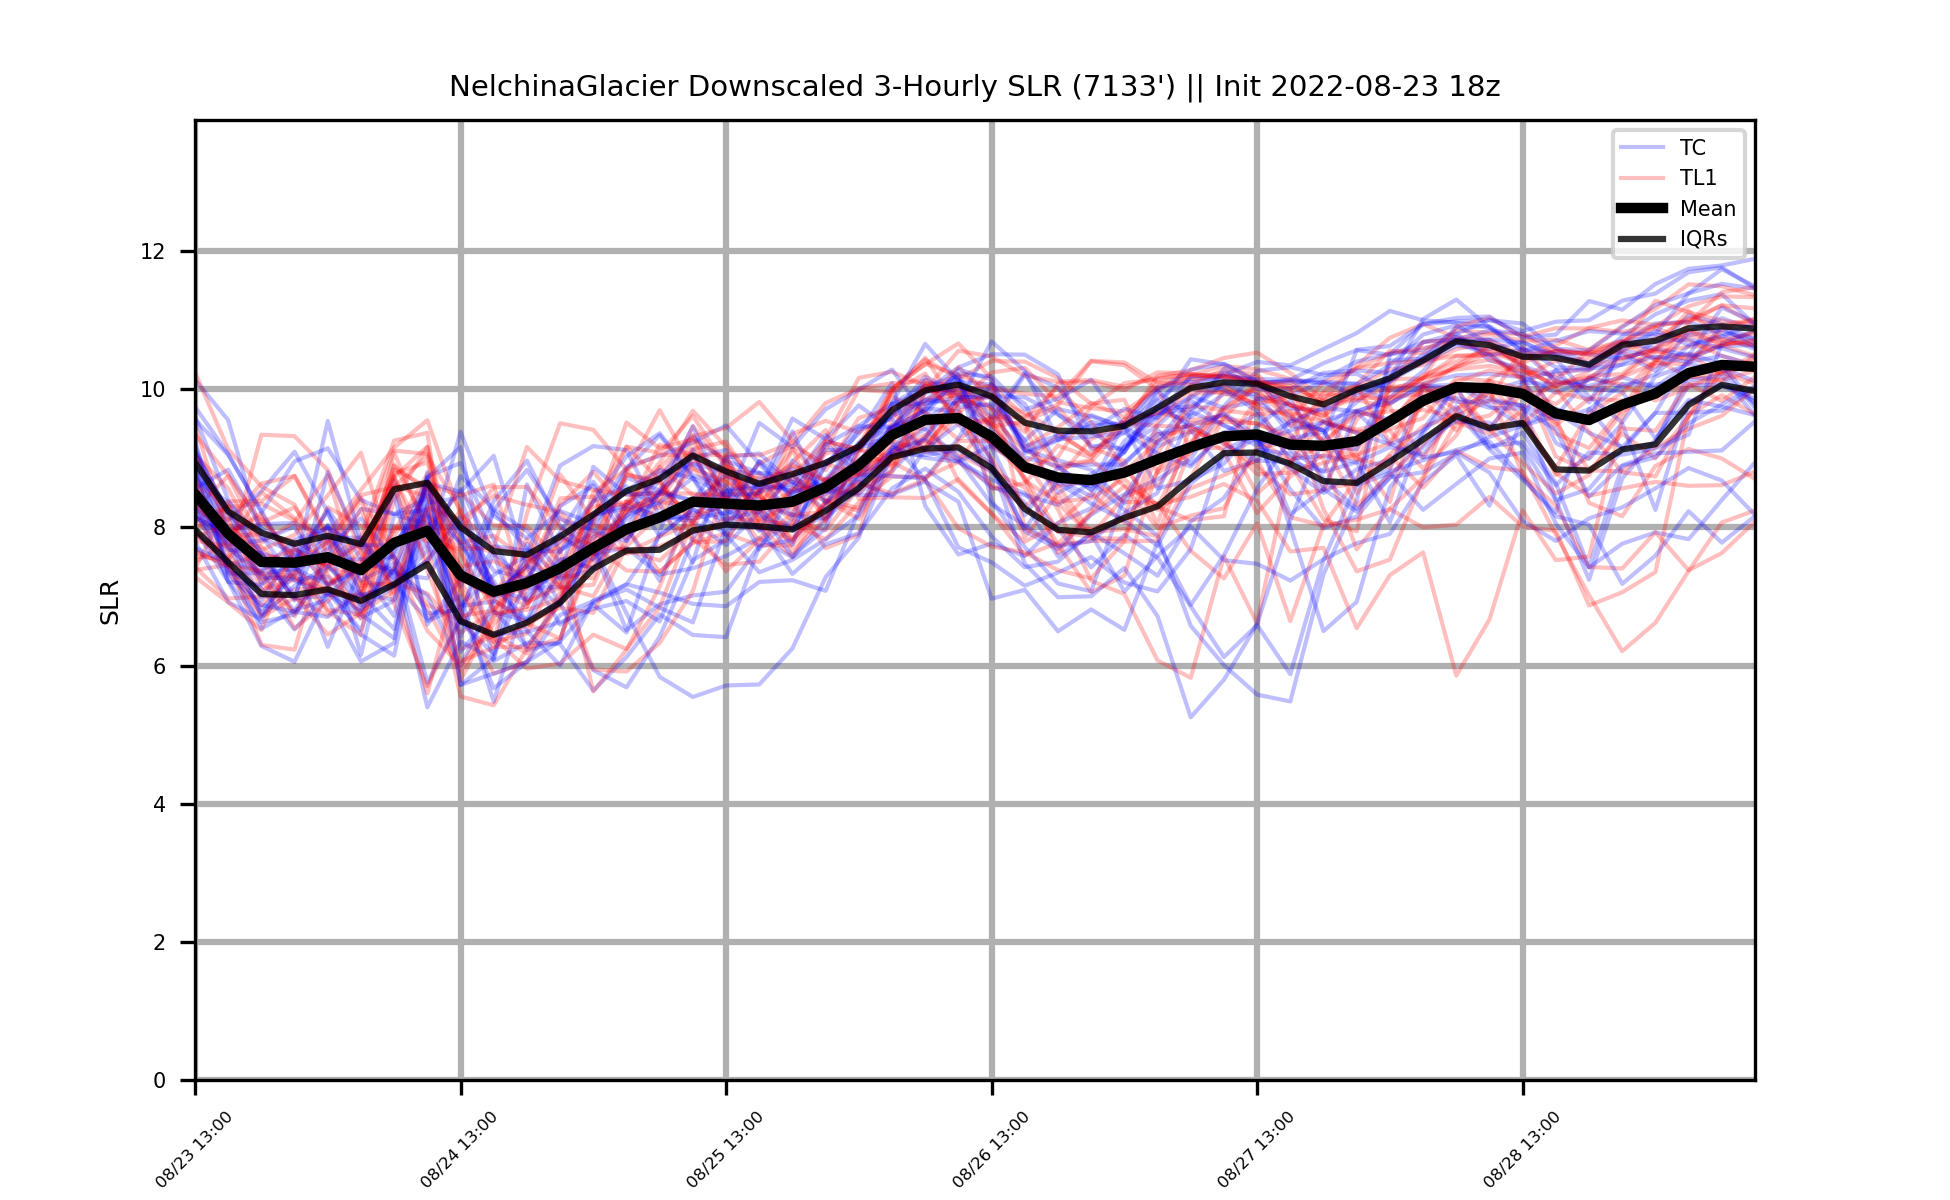 NelchinaGlacier Downscaled 3-Hourly SLR (7133') || Init 2022-08-23 18z
TC
TL1
Mean
IQRs
SLR
12
10
8
6
4
2
0
08/23 13:00
08/24 13:00
08/25 13:00
08/26 13:00
08/27 13:00
08/28 13:00